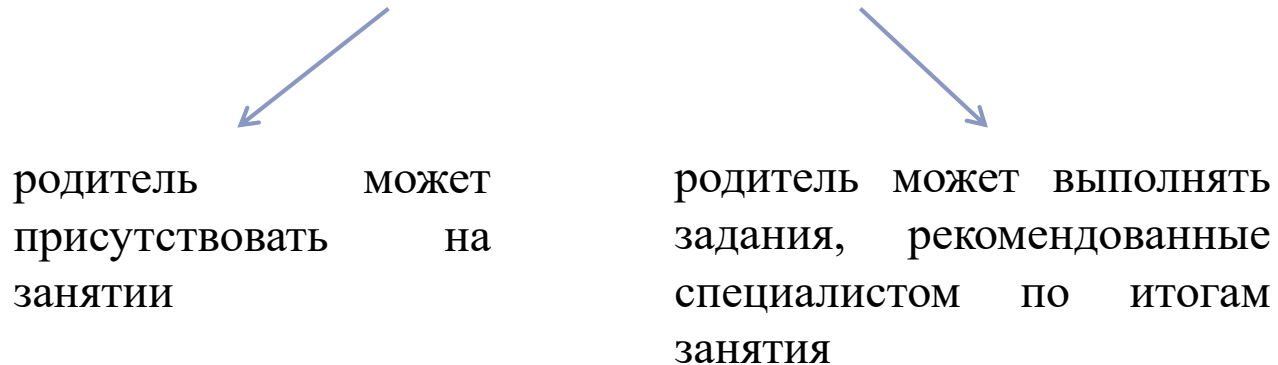 родитель может
присутствовать на
занятии
родитель может выполнять
задания, рекомендованные
специалистом по итогам
занятия